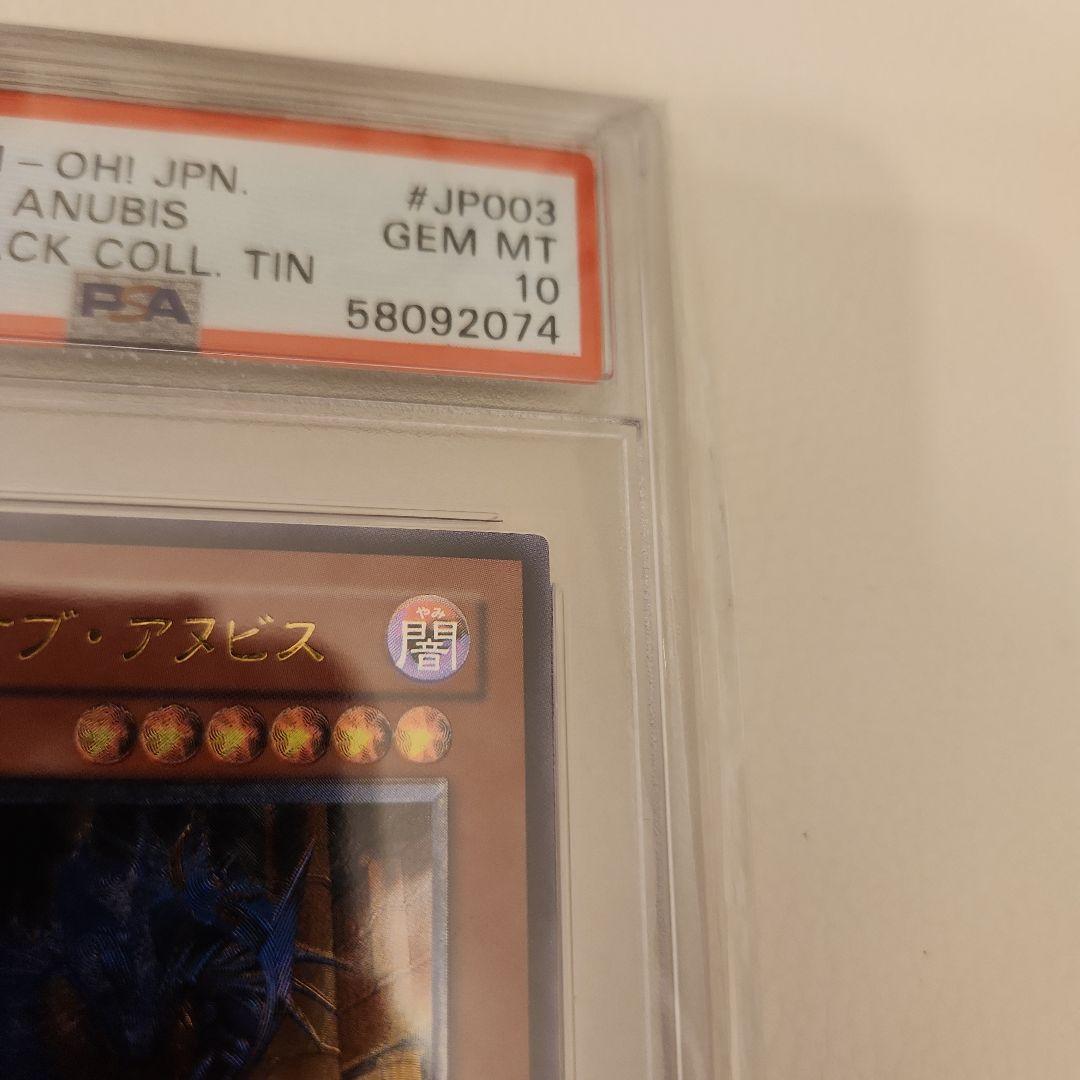 – OH! JPN.
#JP003
ANUBIS
GEM MT
ACK COLL. TIN
10
PSA
58092074
ブ・アヌビス
やみ
闇